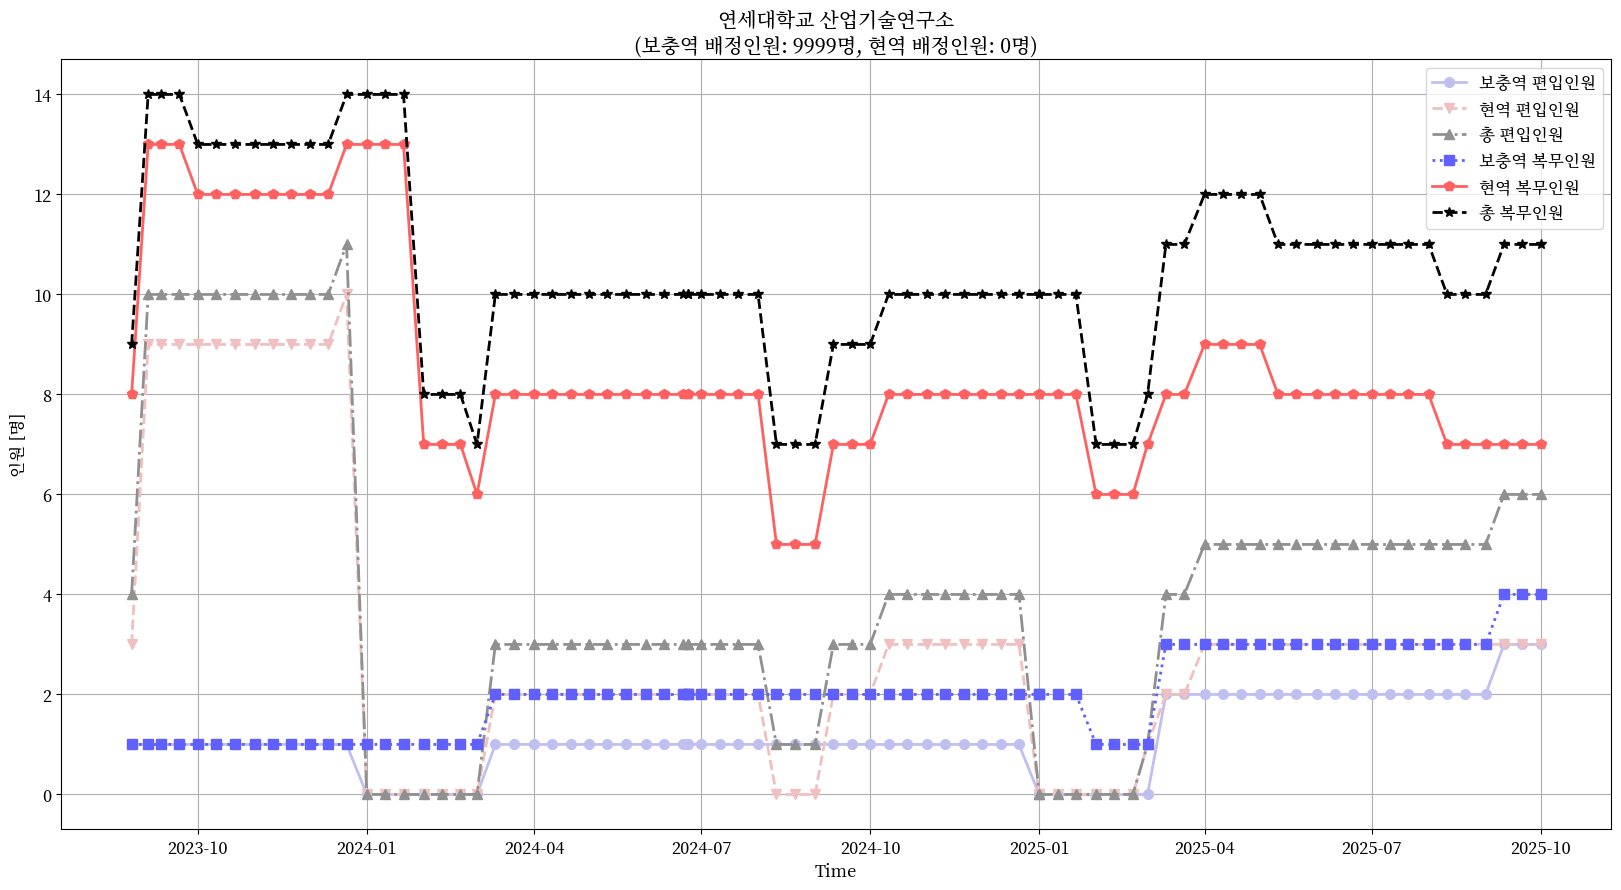 연세대학교 산업기술연구소
(보충역 배정인원: 9999명, 현역 배정인원: 0명)
보충역 편입인원
현역 편입인원
총 편입인원
보충역 복무인원
현역 복무인원
총 복무인원
인원 [명]
14
12
10
8
6
4
2
0
2023-10
2024-01
2024-04
2024-07
2024-10
2025-01
2025-04
2025-07
2025-10
Time